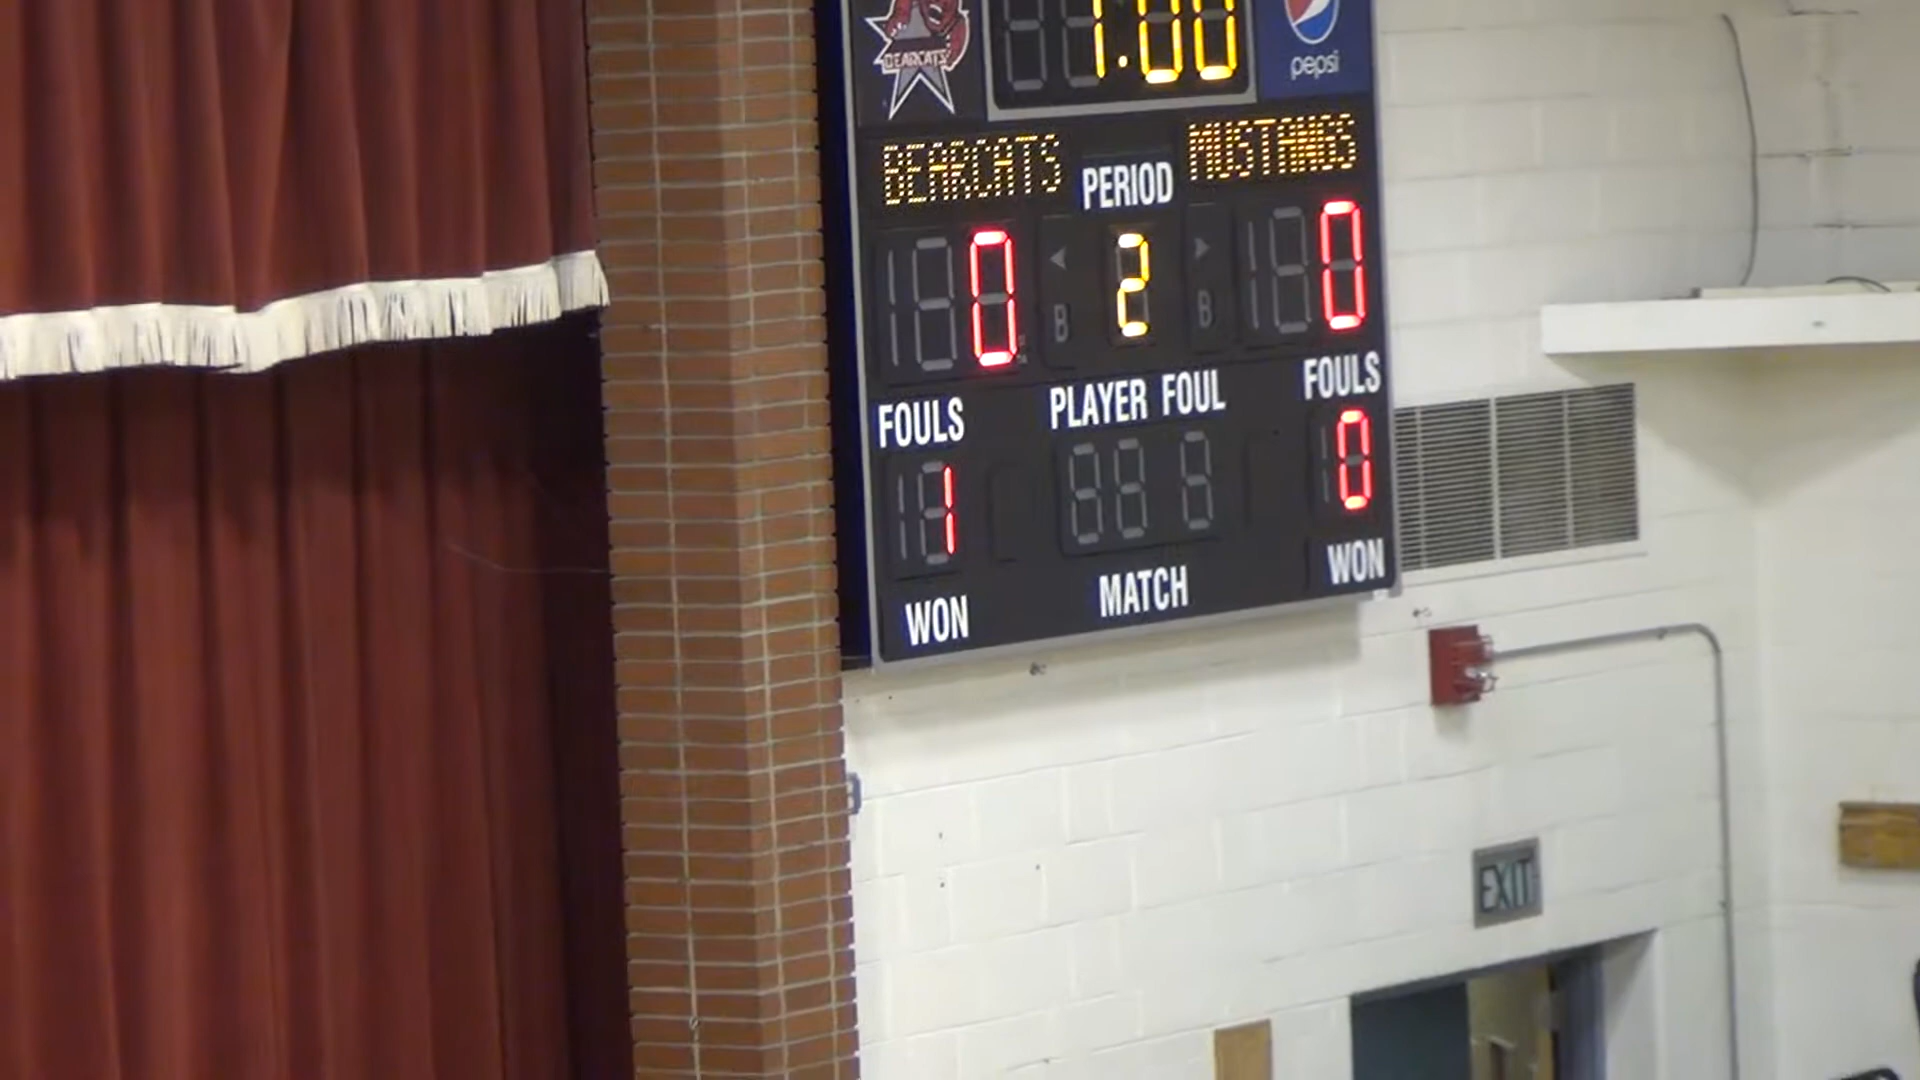 1:00
BEARCATS
pepsi
BEARCATS PERIOD MUSTANGS
0 B 2 B 0
FOULS PLAYER FOUL FOULS
1 0
WON MATCH WON
EXIT